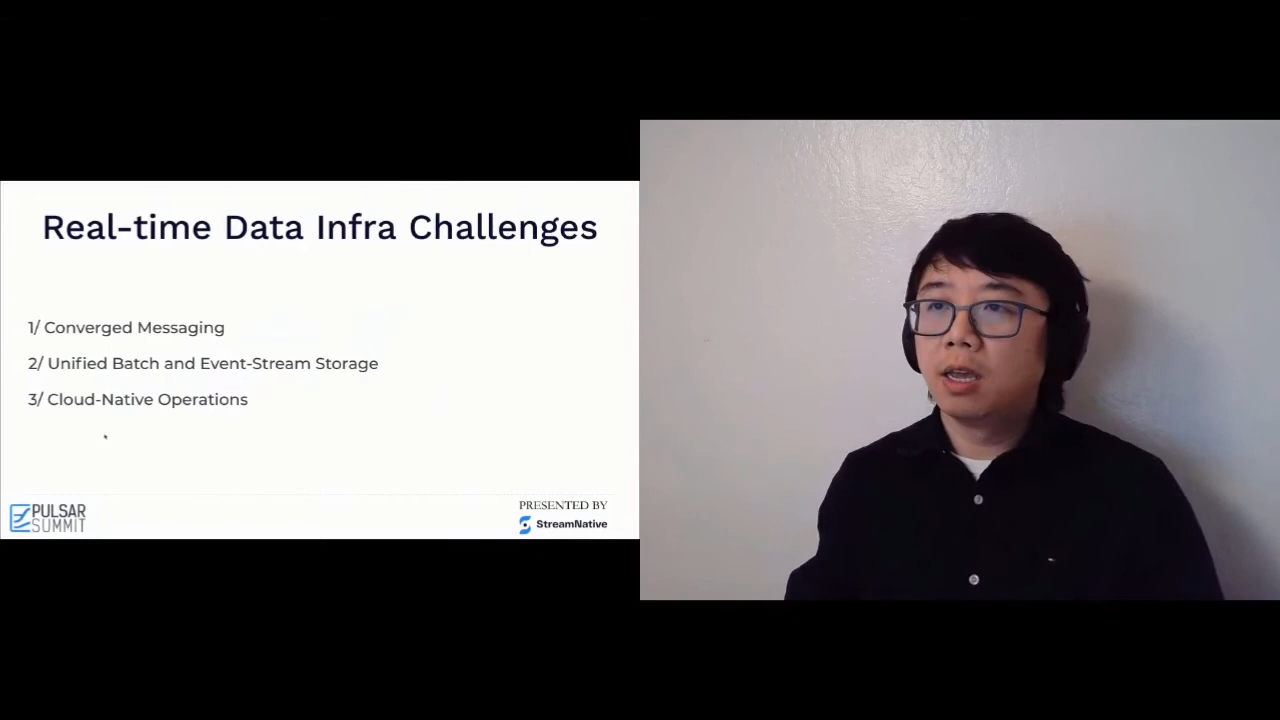 Real-time Data Infra Challenges
1/ Converged Messaging
2/ Unified Batch and Event-Stream Storage
3/ Cloud-Native Operations
PULSAR
SUMMIT
PRESENTED BY
StreamNative